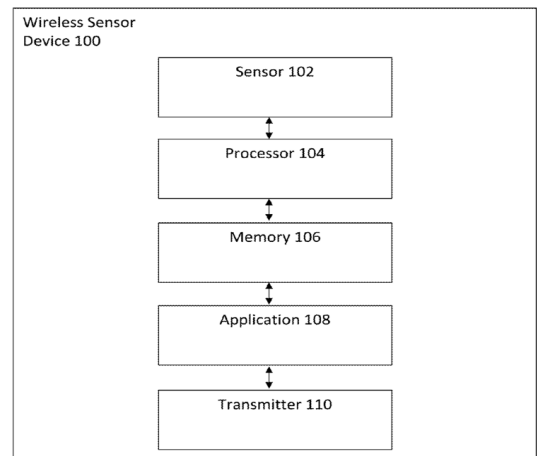 Wireless Sensor
Device 100
Sensor 102
Processor 104
Memory 106
Application 108
Transmitter 110